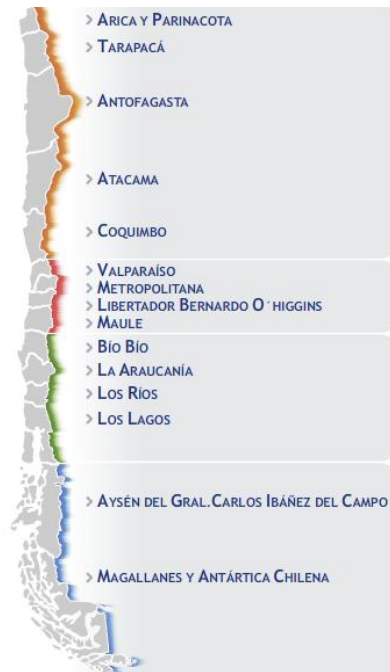 > ARICA Y PARINACOTA
> TARAPACÁ
> ANTOFAGASTA
> ATACAMA
> COQUIMBO
> VALPARAÍSO
> METROPOLITANA
> LIBERTADOR BERNARDO O´HIGGINS
> MAULE
> BÍO BÍO
> LA ARAUCANÍA
> LOS RÍOS
> LOS LAGOS
> AYSÉN DEL GRAL.CARLOS IBÁÑEZ DEL CAMPO
> MAGALLANES Y ANTÁRTICA CHILENA